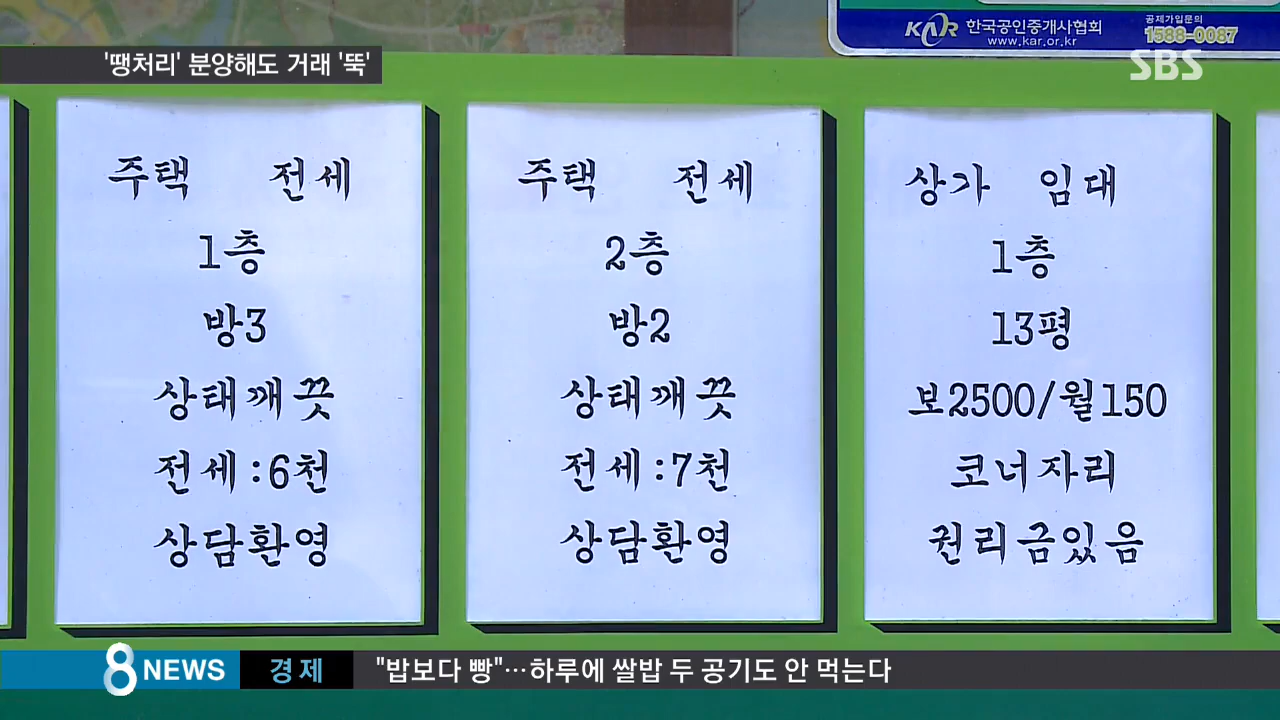 KAR 한국공인중개사협회
www.kar.or.kr
공제가입문의
1588-0087
'땡처리' 분양해도 거래 '뚝'
SBS
주택 전세
1층
방3
상태깨끗
전세:6천
상담환영
주택 전세
2층
방2
상태깨끗
전세:7천
상담환영
상가 임대
1층
13평
보2500/월150
코너자리
권리금있음
8 NEWS 경제 "밥보다 빵"…하루에 쌀밥 두 공기도 안 먹는다